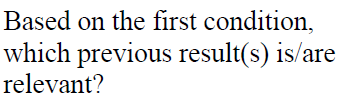 Based on the first condition,
which previous result(s) is/are
relevant?